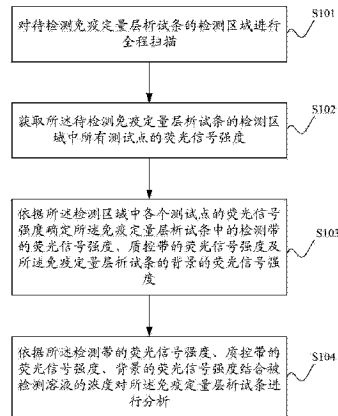 对待检测免疫定量层析试条的检测区域进行
全程扫描
S101
获取所述待检测免疫定量层析试条的检测区
域中所有测试点的荧光信号强度
S102
依据所述检测区域中各个测试点的荧光信号
强度确定所述免疫定量层析试条中的检测带
的荧光信号强度、质控带的荧光信号强度及
所述免疫定量层析试条的背景的荧光信号强
度
S103
依据所述检测带的荧光信号强度、质控带的
荧光信号强度、背景的荧光信号强度结合被
检测溶液的浓度对所述免疫定量层析试条进
行分析
S104